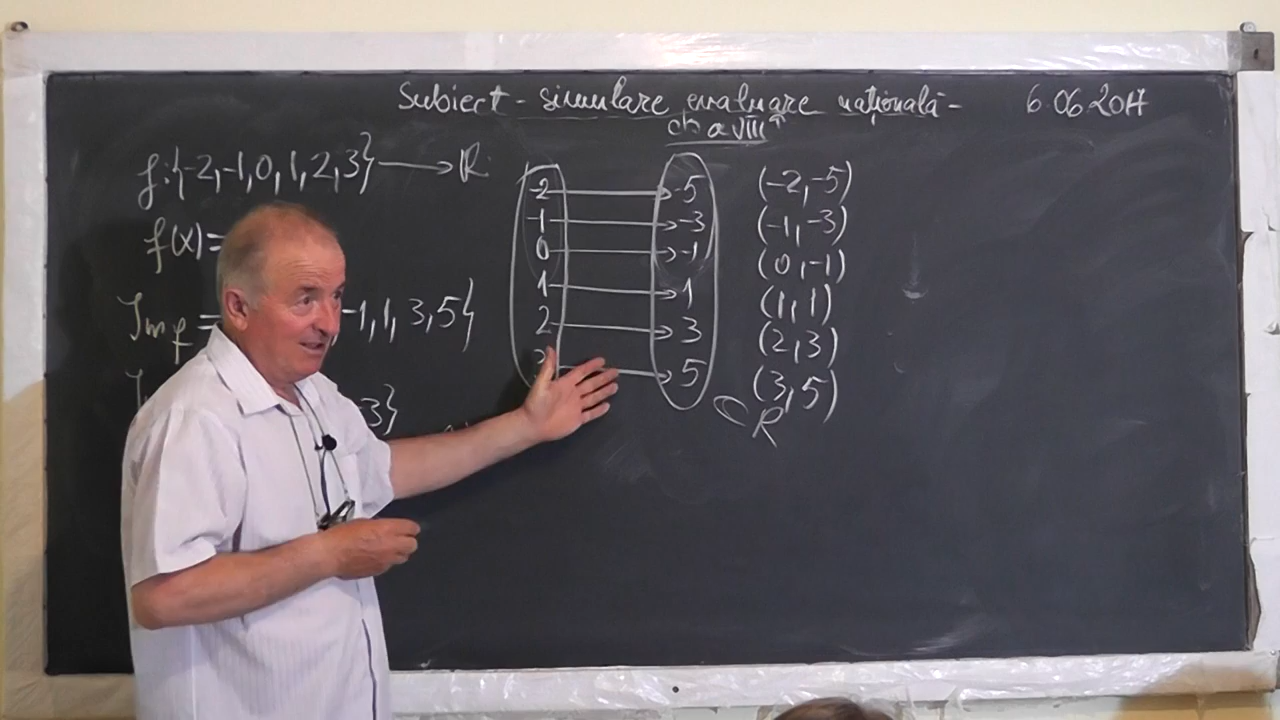 Subiect - simulare evaluare națională - 6.06.2017
cls a VIIIª
f:{-2,-1,0,1,2,3} → R
f(x)=
Im f = -1,1,3,5}
-3}
-2 → -5
-1 → -3
0 → -1
1 → 1
2 → 3
→ 5
⊂ R
(-2,-5)
(-1,-3)
(0,-1)
(1,1)
(2,3)
(3,5)